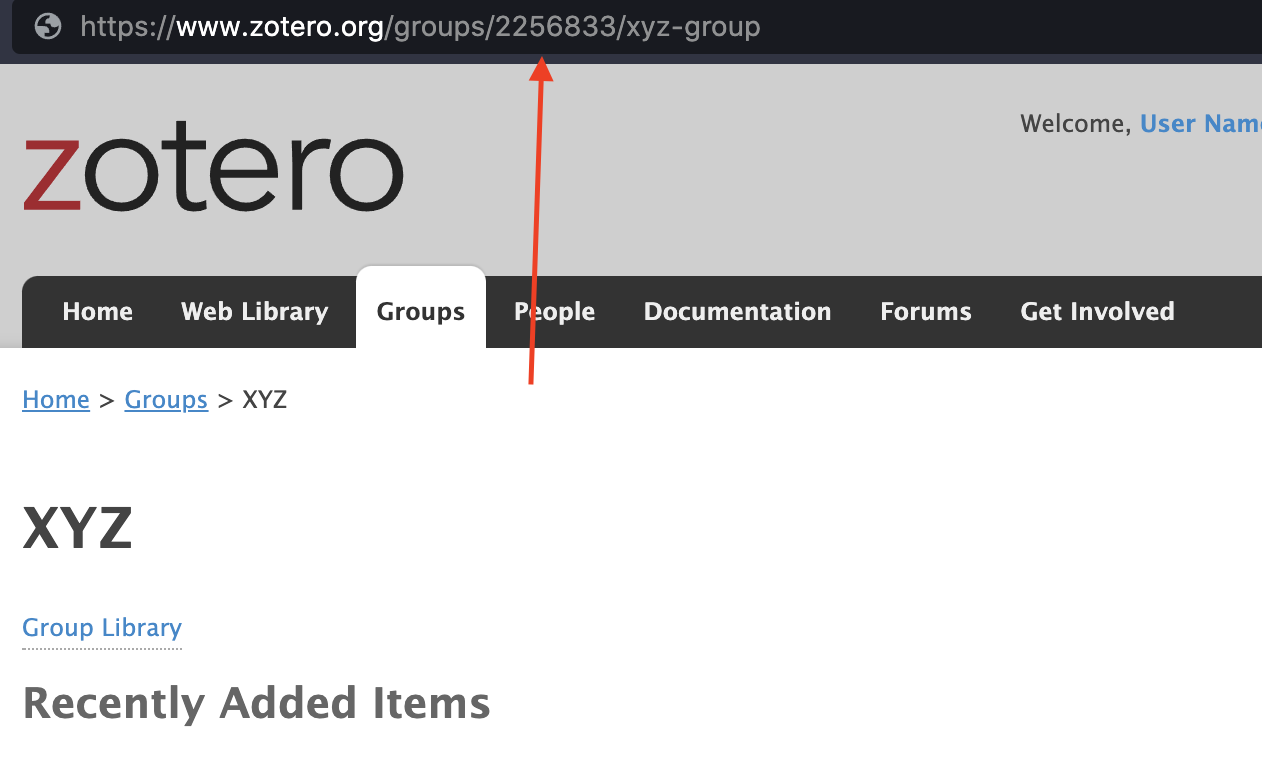 https://www.zotero.org/groups/2256833/xyz-group
Welcome, User Name
zotero
Home Web Library Groups People Documentation Forums Get Involved
Home > Groups > XYZ
XYZ
Group Library
Recently Added Items